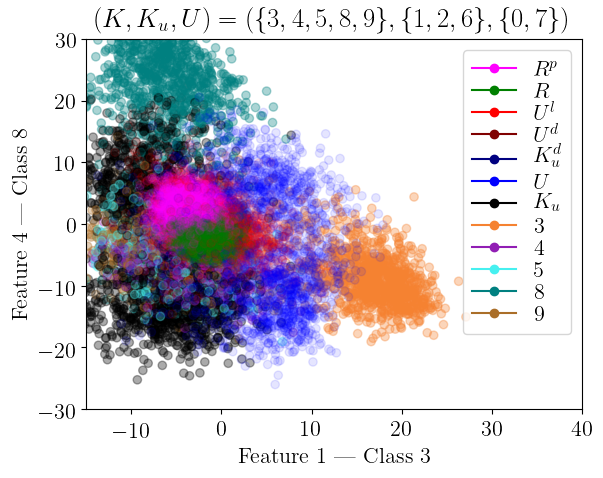 (K, K_u, U) = ({3, 4, 5, 8, 9}, {1, 2, 6}, {0, 7})
30
20
10
0
−10
−20
−30
Feature 4 — Class 8
R^p
R
U^l
U^d
K_u^d
U
K_u
3
4
5
8
9
−10
0
10
20
30
40
Feature 1 — Class 3